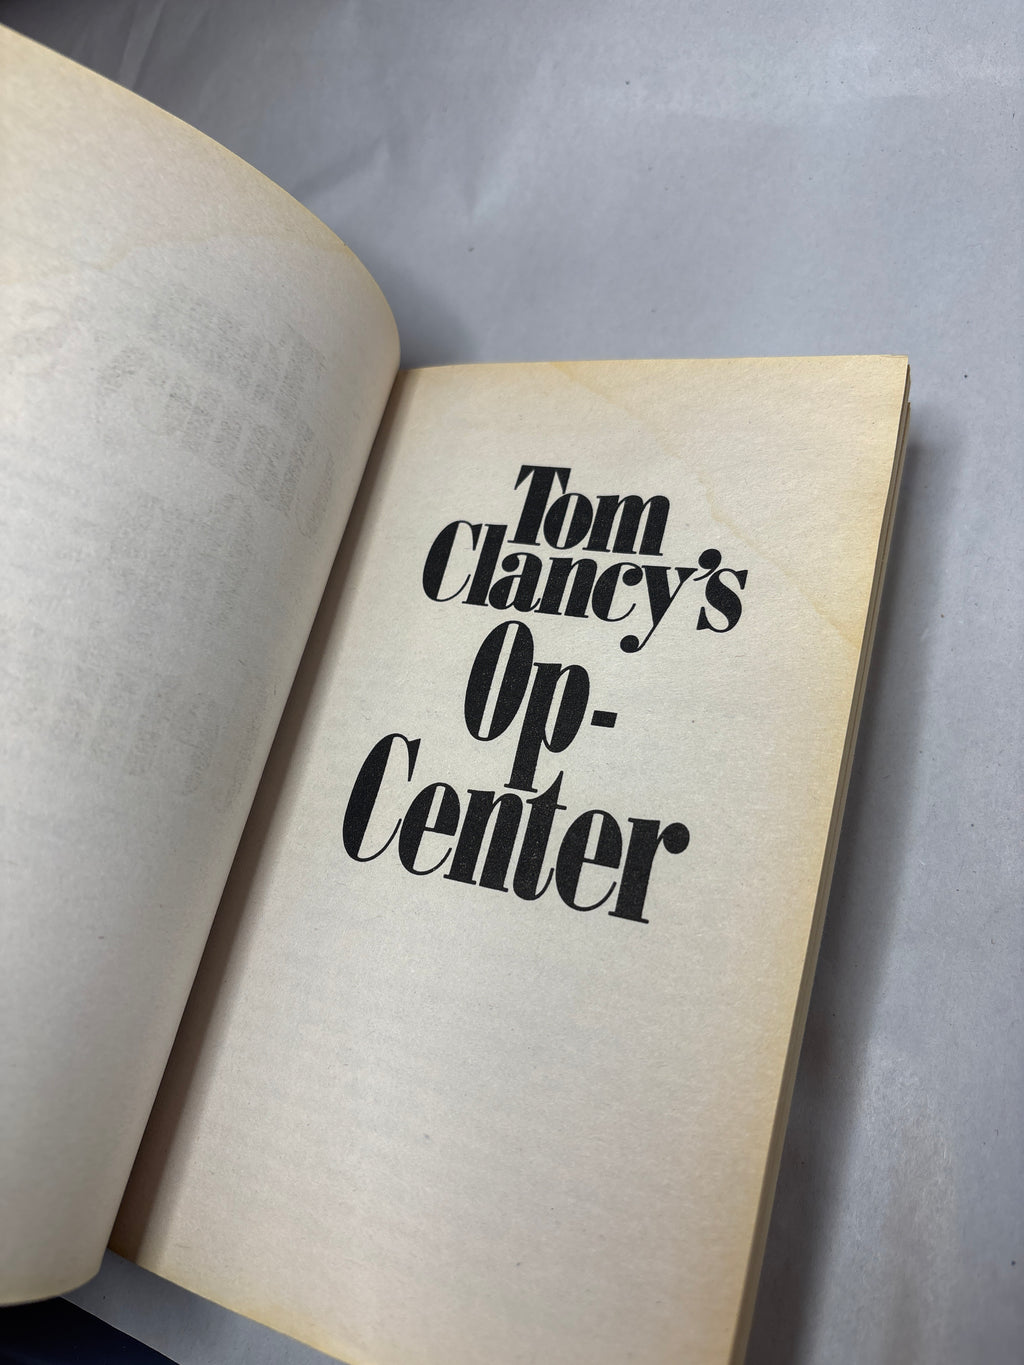 Tom
Clancy's
Op-
Center